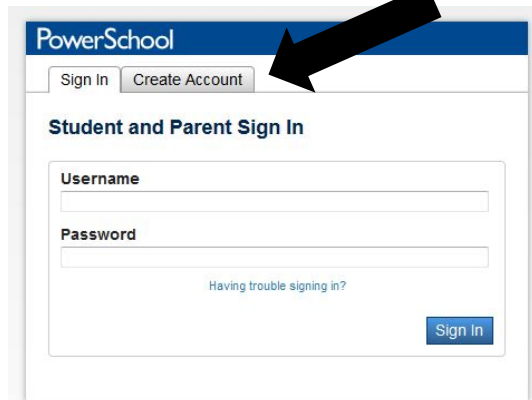 PowerSchool
Sign In Create Account
Student and Parent Sign In
Username
Password
Having trouble signing in?
Sign In